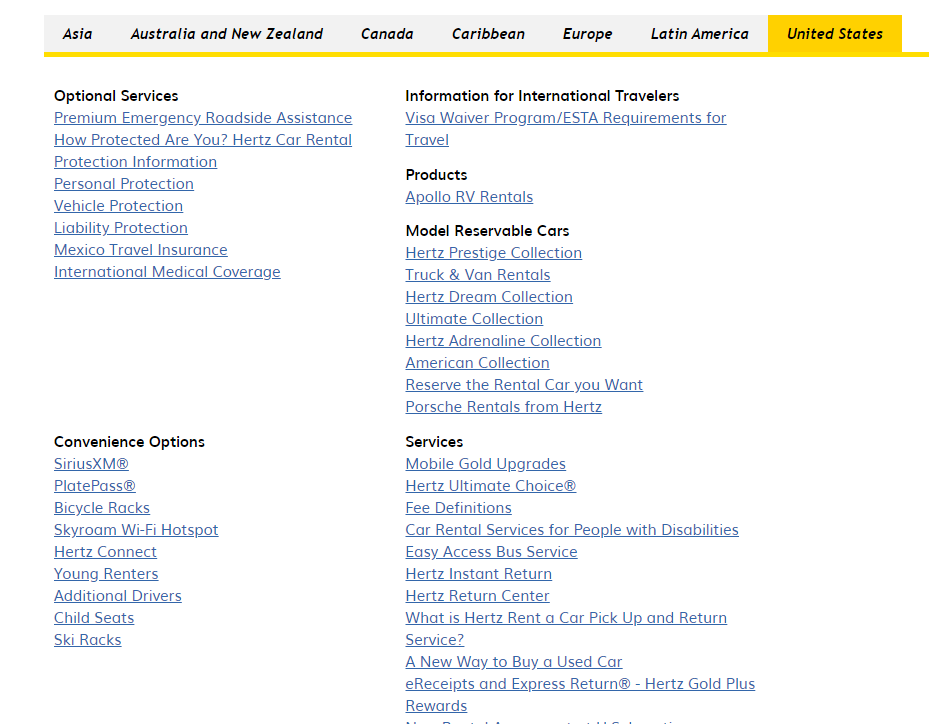 Asia Australia and New Zealand Canada Caribbean Europe Latin America United States
Optional Services
Premium Emergency Roadside Assistance
How Protected Are You? Hertz Car Rental
Protection Information
Personal Protection
Vehicle Protection
Liability Protection
Mexico Travel Insurance
International Medical Coverage
Information for International Travelers
Visa Waiver Program/ESTA Requirements for
Travel
Products
Apollo RV Rentals
Model Reservable Cars
Hertz Prestige Collection
Truck & Van Rentals
Hertz Dream Collection
Ultimate Collection
Hertz Adrenaline Collection
American Collection
Reserve the Rental Car you Want
Porsche Rentals from Hertz
Convenience Options
SiriusXM®
PlatePass®
Bicycle Racks
Skyroam Wi-Fi Hotspot
Hertz Connect
Young Renters
Additional Drivers
Child Seats
Ski Racks
Services
Mobile Gold Upgrades
Hertz Ultimate Choice®
Fee Definitions
Car Rental Services for People with Disabilities
Easy Access Bus Service
Hertz Instant Return
Hertz Return Center
What is Hertz Rent a Car Pick Up and Return
Service?
A New Way to Buy a Used Car
eReceipts and Express Return® - Hertz Gold Plus
Rewards